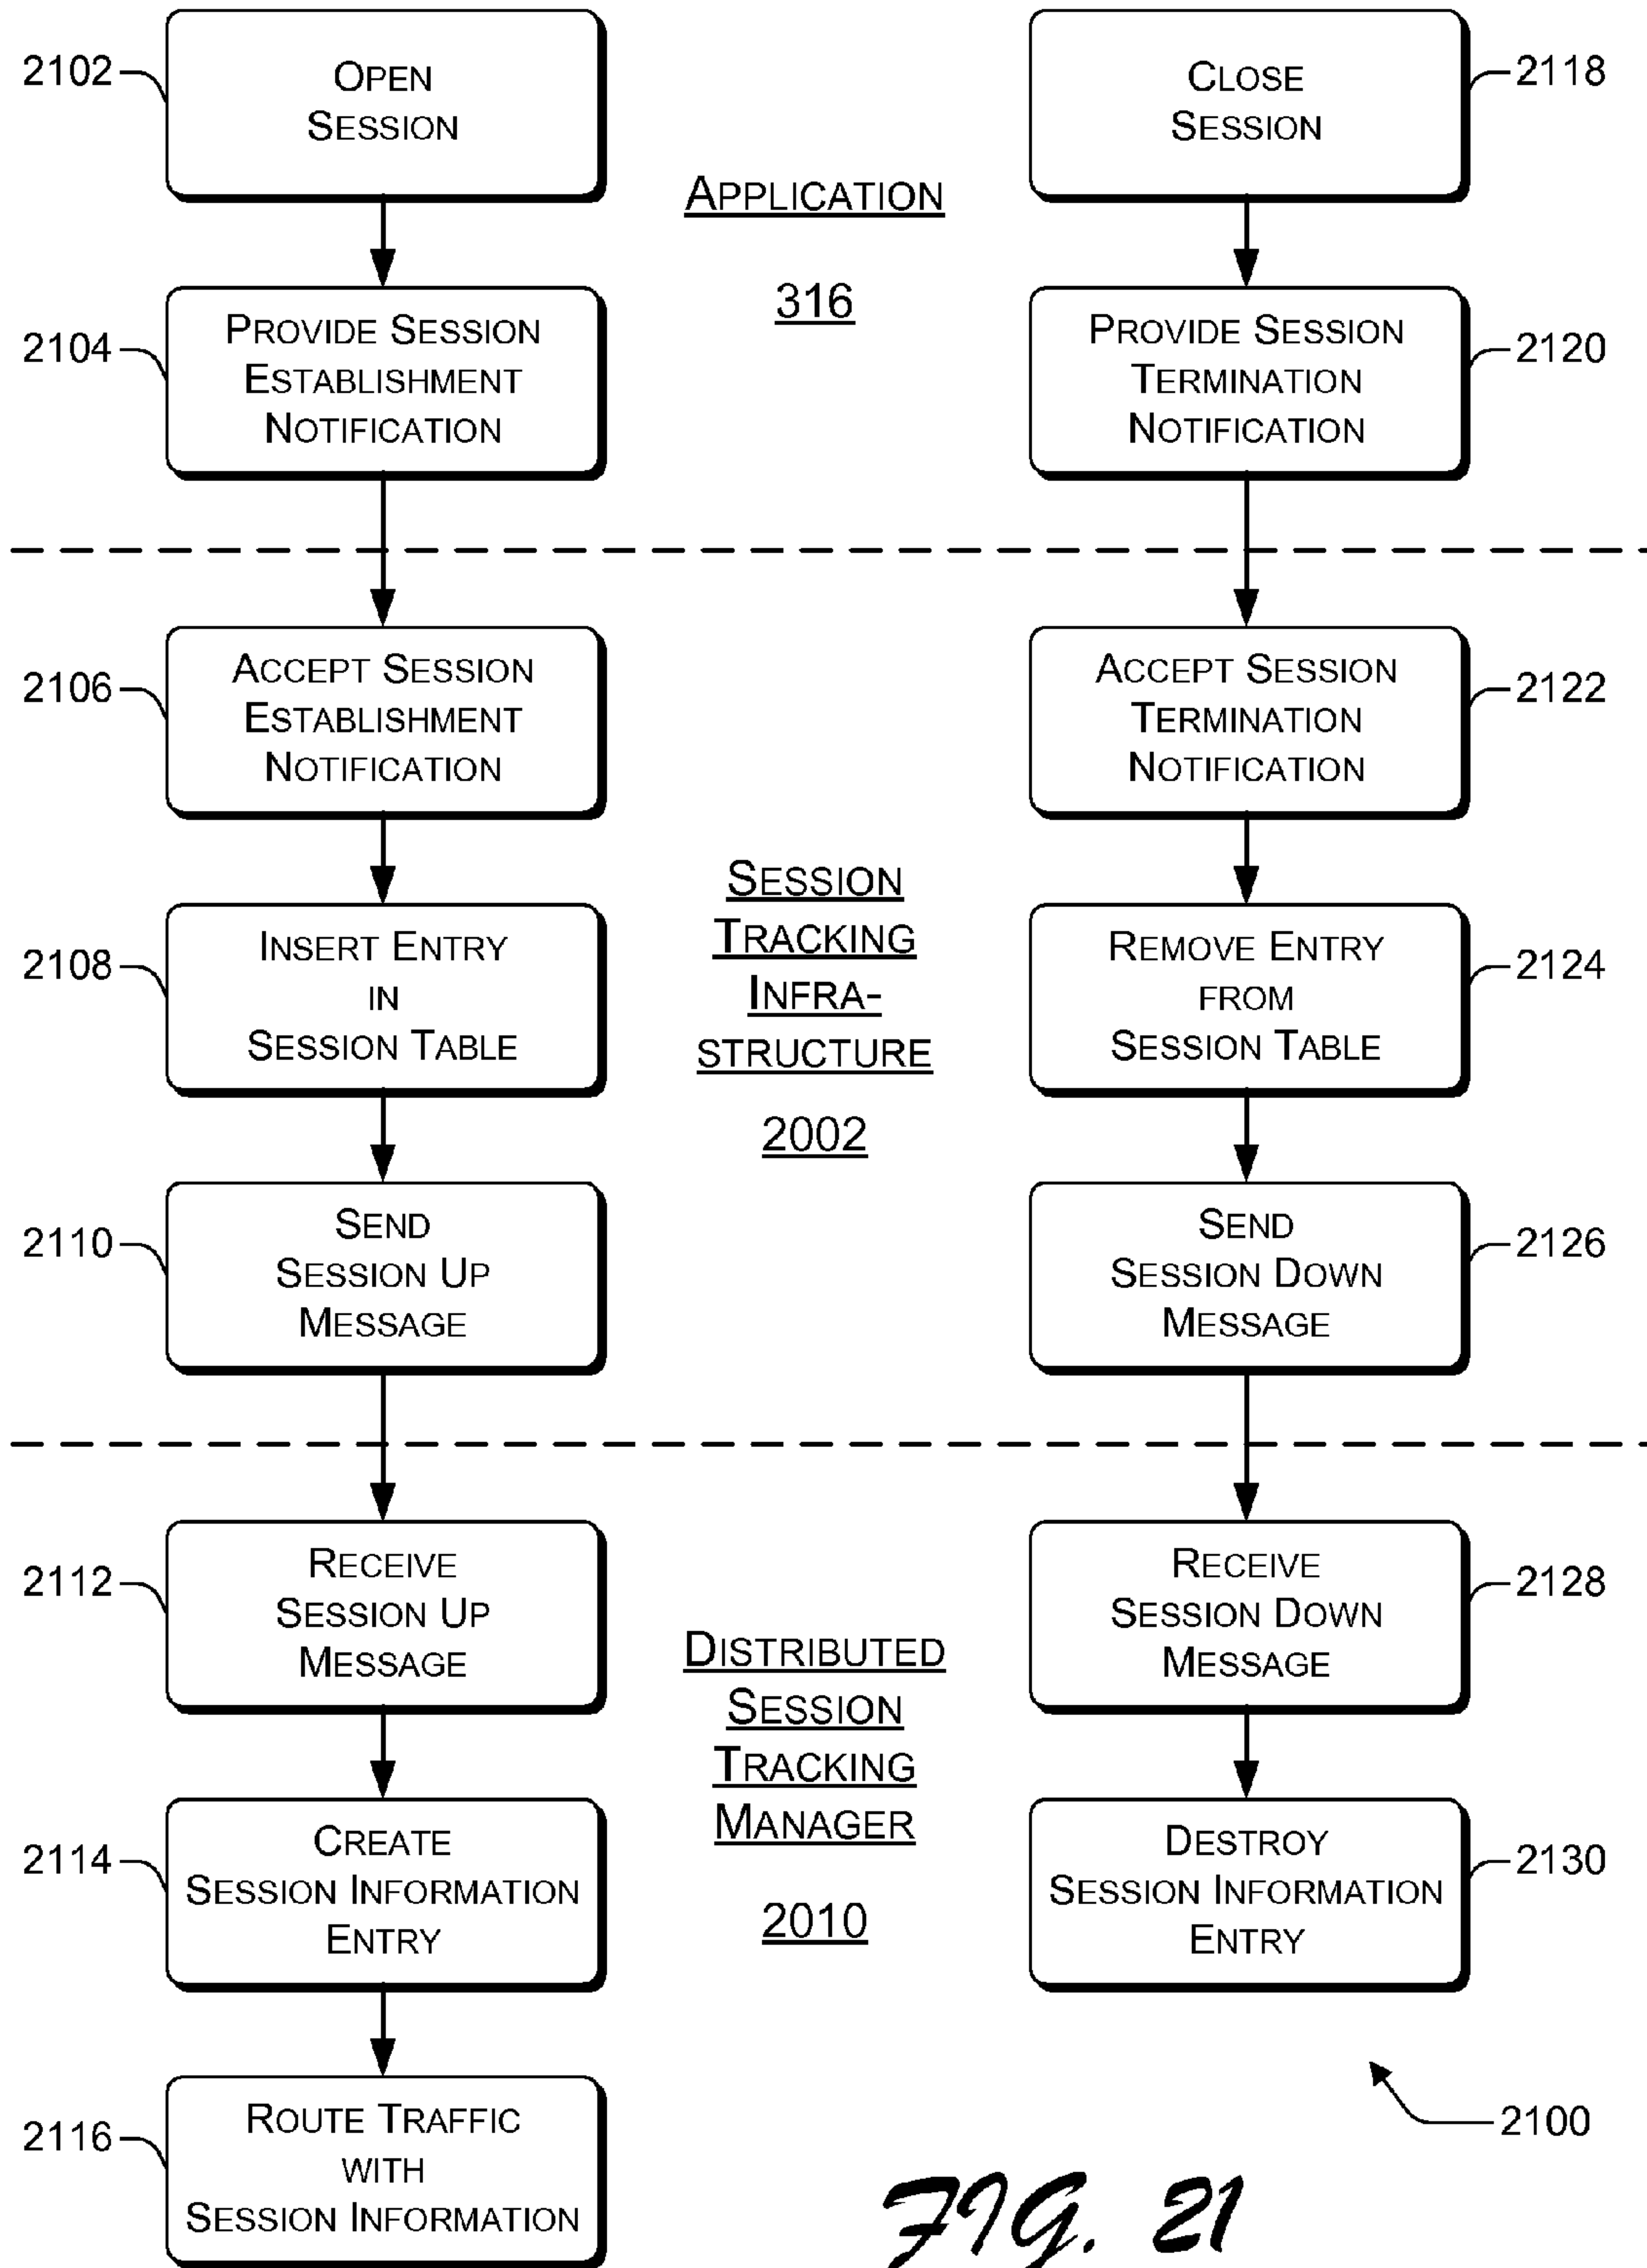 2102
OPEN
SESSION
2104
PROVIDE SESSION
ESTABLISHMENT
NOTIFICATION
APPLICATION
316
2118
CLOSE
SESSION
2120
PROVIDE SESSION
TERMINATION
NOTIFICATION
2106
ACCEPT SESSION
ESTABLISHMENT
NOTIFICATION
2108
INSERT ENTRY
IN
SESSION TABLE
2110
SEND
SESSION UP
MESSAGE
SESSION
TRACKING
INFRA-
STRUCTURE
2002
2122
ACCEPT SESSION
TERMINATION
NOTIFICATION
2124
REMOVE ENTRY
FROM
SESSION TABLE
2126
SEND
SESSION DOWN
MESSAGE
2112
RECEIVE
SESSION UP
MESSAGE
2114
CREATE
SESSION INFORMATION
ENTRY
2116
ROUTE TRAFFIC
WITH
SESSION INFORMATION
DISTRIBUTED
SESSION
TRACKING
MANAGER
2010
2128
RECEIVE
SESSION DOWN
MESSAGE
2130
DESTROY
SESSION INFORMATION
ENTRY
2100
FIG. 21